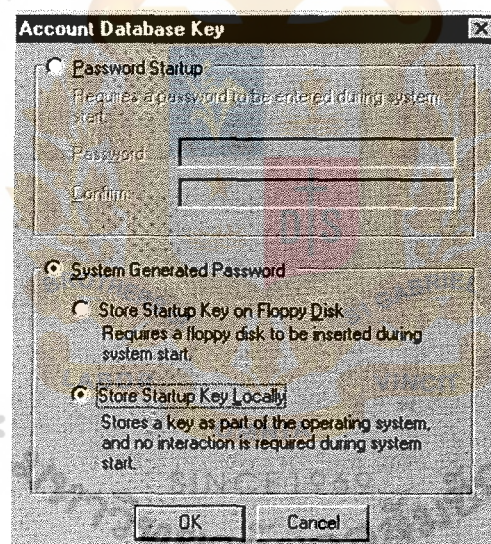 Account Database Key
Password Startup
Requires a password to be entered during system
start.
Password:
Confirm:
System Generated Password
Store Startup Key on Floppy Disk
Requires a floppy disk to be inserted during
system start.
Store Startup Key Locally
Stores a key as part of the operating system,
and no interaction is required during system
start.
SINCE 1969
OK
Cancel